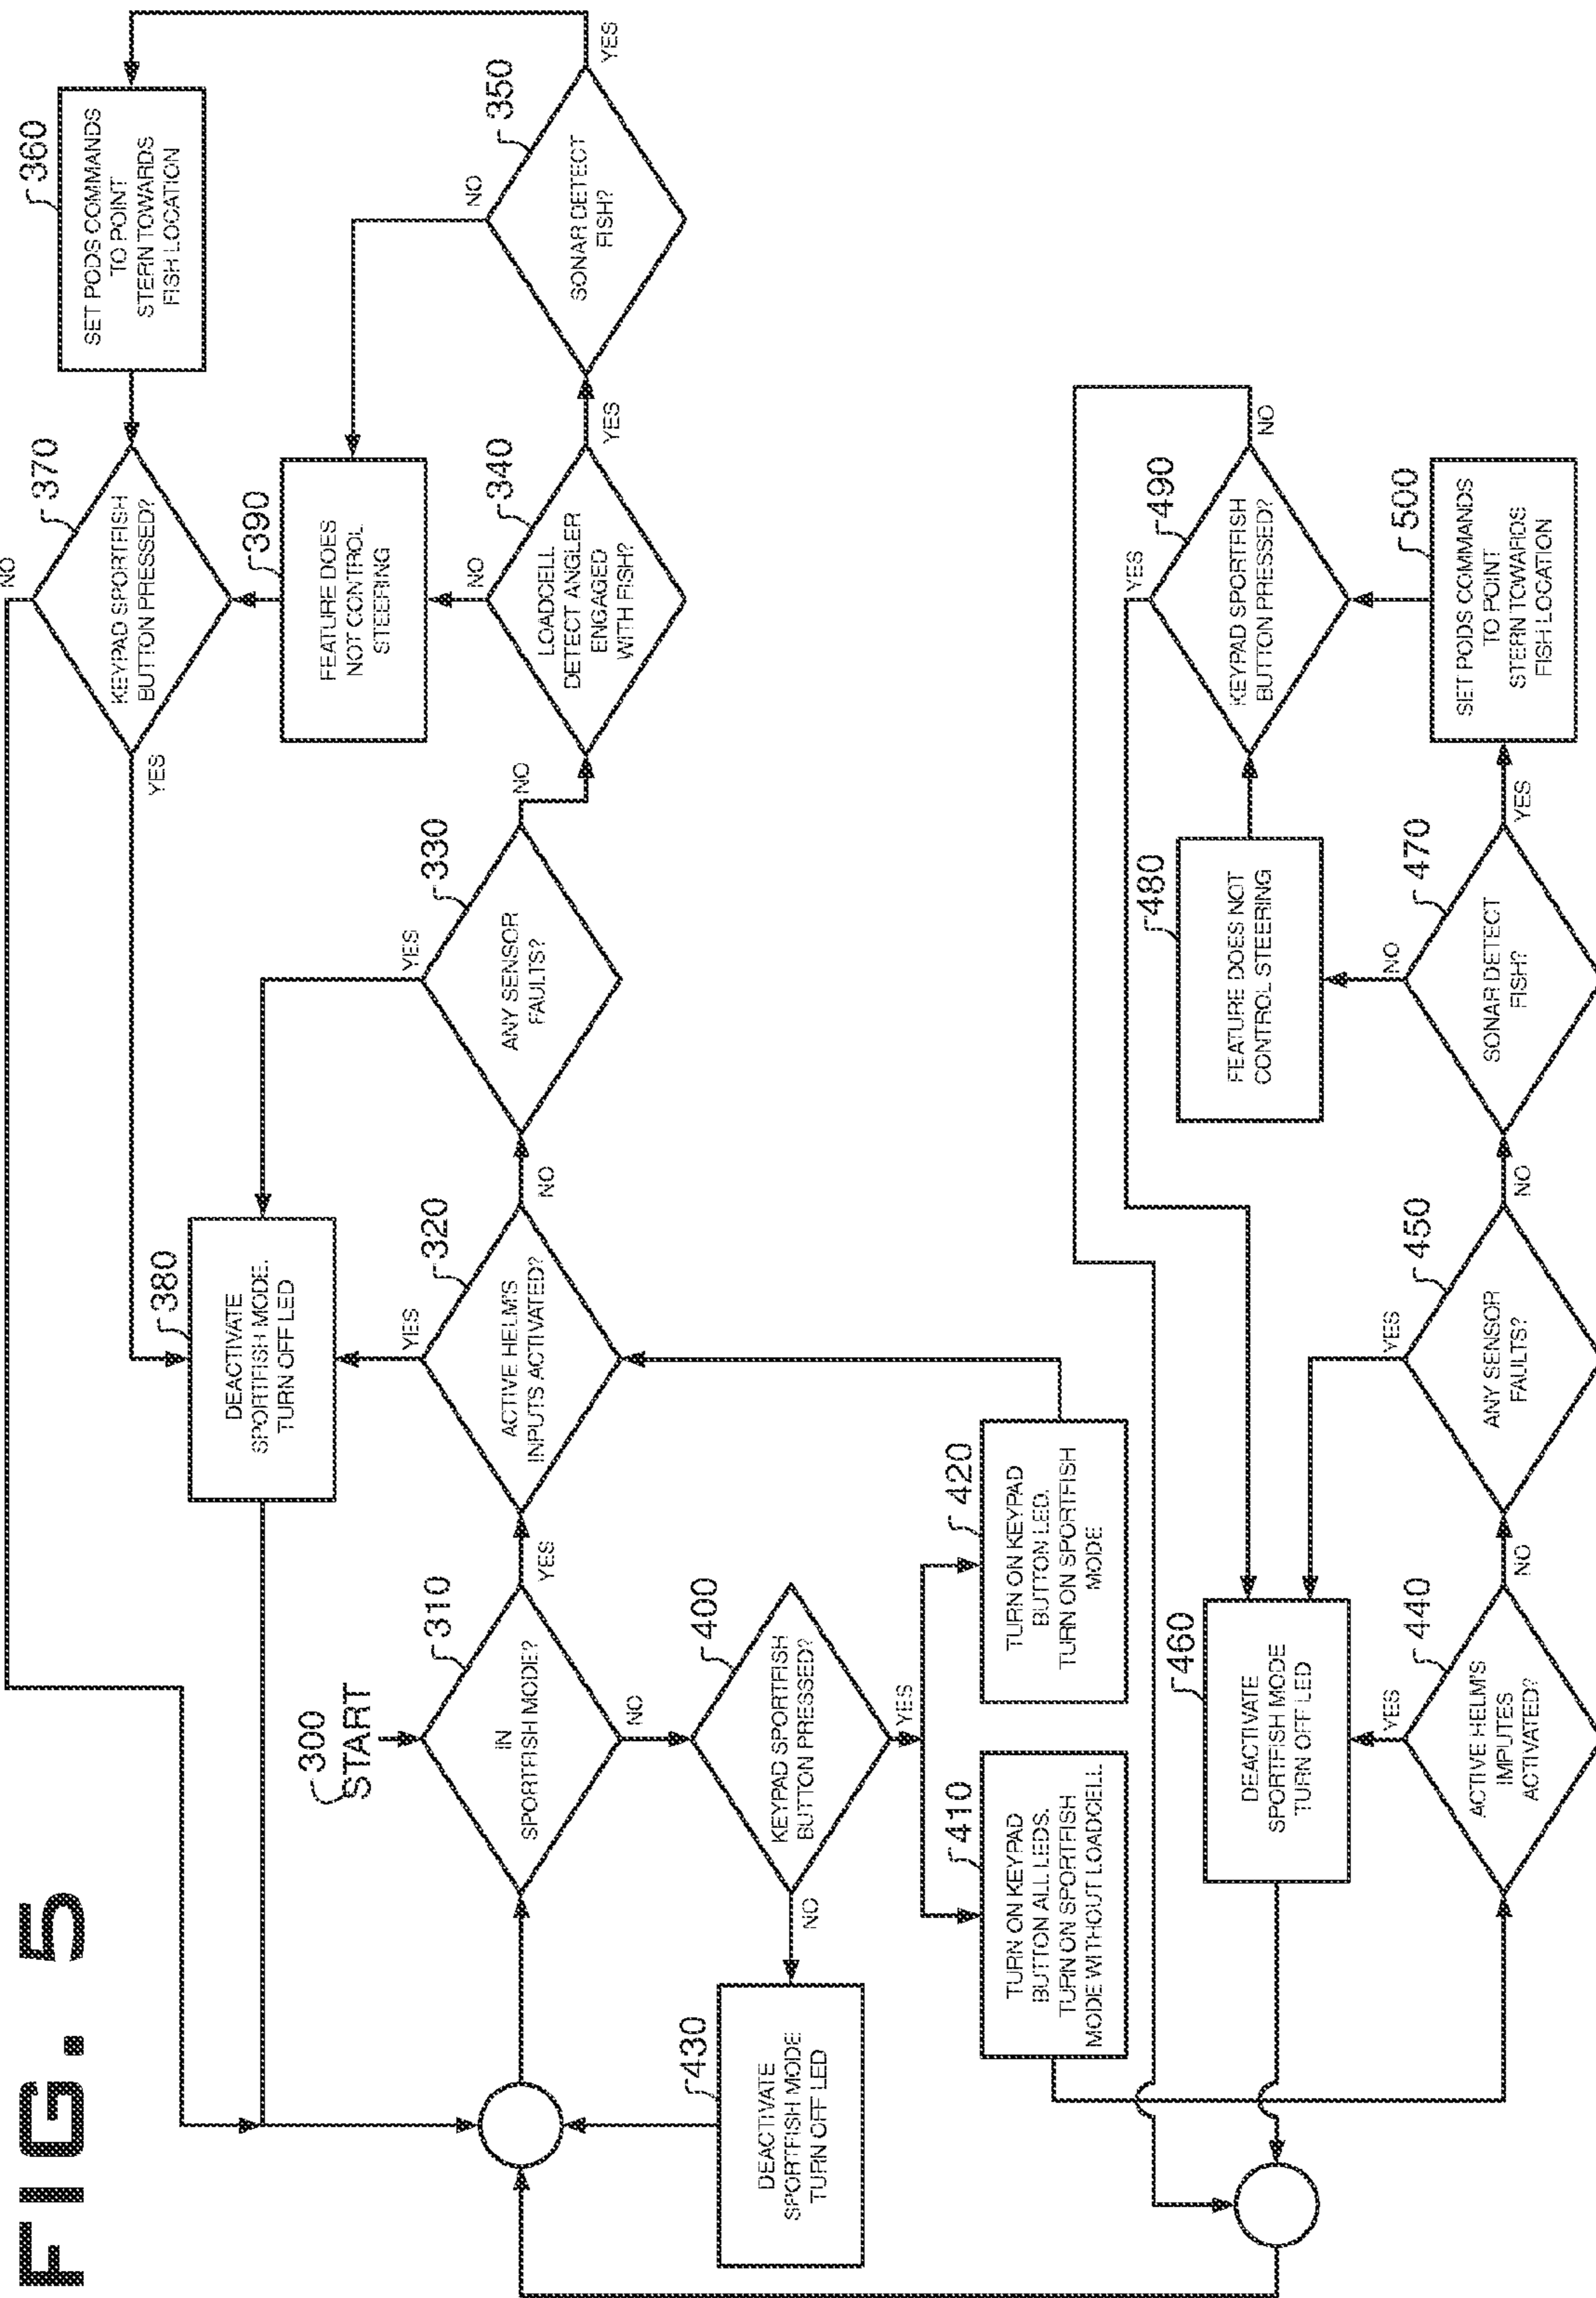 FIG. 5
300
START
310
IN
SPORTFISH MODE?
YES
NO
320
ACTIVE HELM'S
INPUTS ACTIVATED?
YES
NO
330
ANY SENSOR
FAULTS?
YES
NO
340
LOADCELL
DETECT ANGLER
ENGAGED
WITH FISH?
NO
YES
350
SONAR DETECT
FISH?
NO
YES
360
SET PODS COMMANDS
TO POINT
STERN TOWARDS
FISH LOCATION
370
KEYPAD SPORTFISH
BUTTON PRESSED?
NO
YES
380
DEACTIVATE
SPORTFISH MODE.
TURN OFF LED
390
FEATURE DOES
NOT CONTROL
STEERING
400
KEYPAD SPORTFISH
BUTTON PRESSED?
NO
YES
410
TURN ON KEYPAD
BUTTON ALL LEDS.
TURN ON SPORTFISH
MODE WITHOUT LOADCELL
420
TURN ON KEYPAD
BUTTON LED.
TURN ON SPORTFISH
MODE
430
DEACTIVATE
SPORTFISH MODE
TURN OFF LED
440
ACTIVE HELM'S
IMPUTES
ACTIVATED?
YES
NO
450
ANY SENSOR
FAULTS?
YES
NO
460
DEACTIVATE
SPORTFISH MODE
TURN OFF LED
470
SONAR DETECT
FISH?
NO
YES
480
FEATURE DOES NOT
CONTROL STEERING
490
KEYPAD SPORTFISH
BUTTON PRESSED?
YES
NO
500
SET PODS COMMANDS
TO POINT
STERN TOWARDS
FISH LOCATION